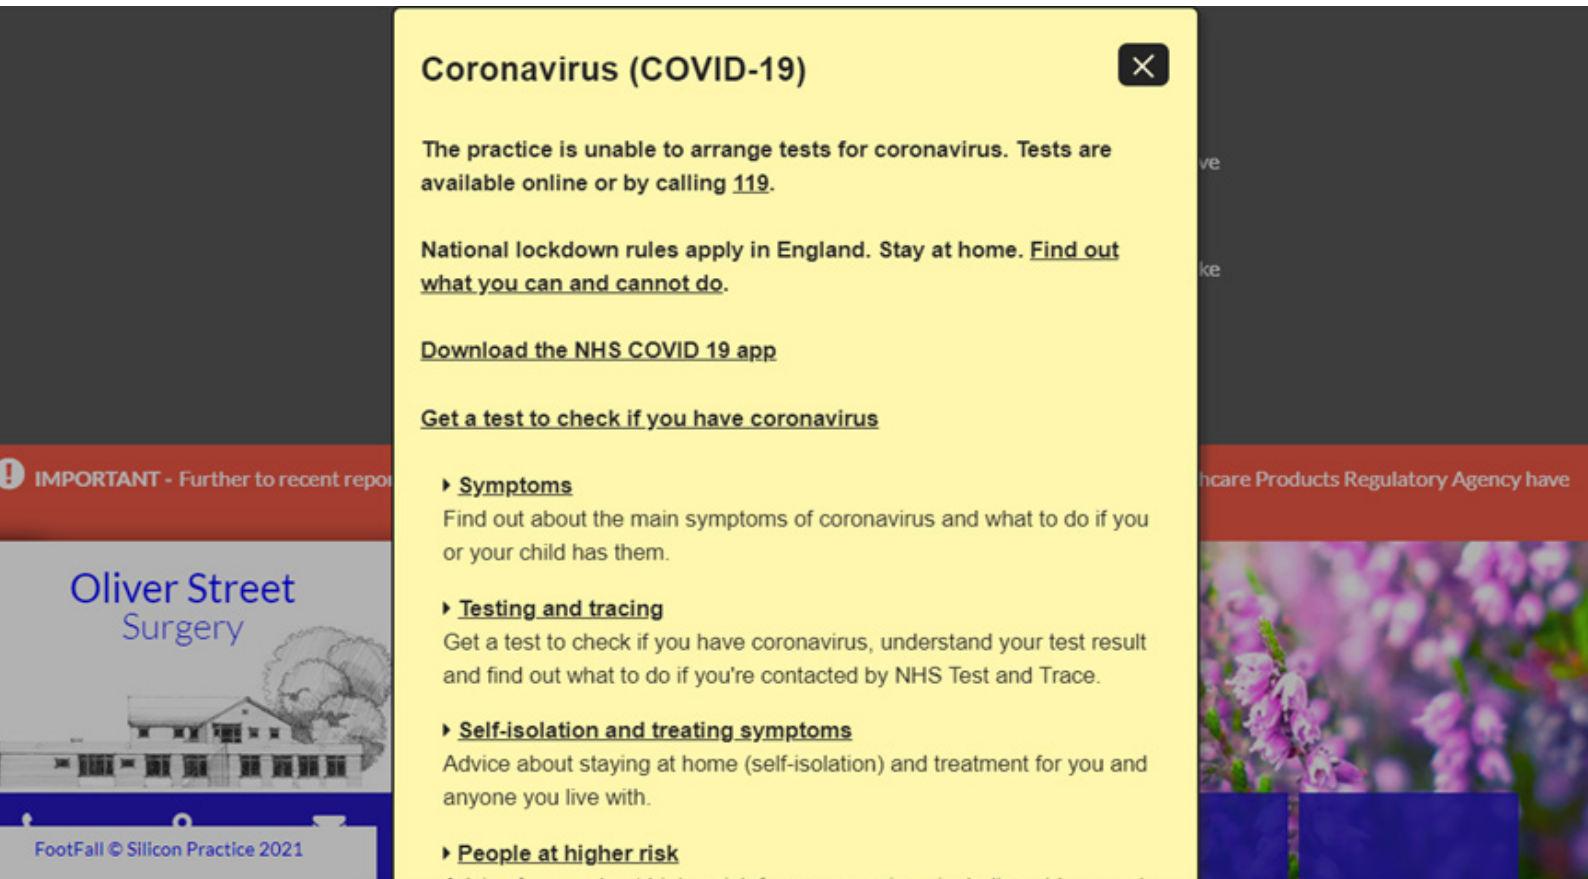 Coronavirus (COVID-19)
The practice is unable to arrange tests for coronavirus. Tests are
available online or by calling 119.
National lockdown rules apply in England. Stay at home. Find out
what you can and cannot do.
Download the NHS COVID 19 app
Get a test to check if you have coronavirus
Symptoms
Find out about the main symptoms of coronavirus and what to do if you
or your child has them.
Testing and tracing
Get a test to check if you have coronavirus, understand your test result
and find out what to do if you're contacted by NHS Test and Trace.
Self-isolation and treating symptoms
Advice about staying at home (self-isolation) and treatment for you and
anyone you live with.
People at higher risk
ve
ke
IMPORTANT - Further to recent repor
hcare Products Regulatory Agency have
Oliver Street
Surgery
FootFall © Silicon Practice 2021